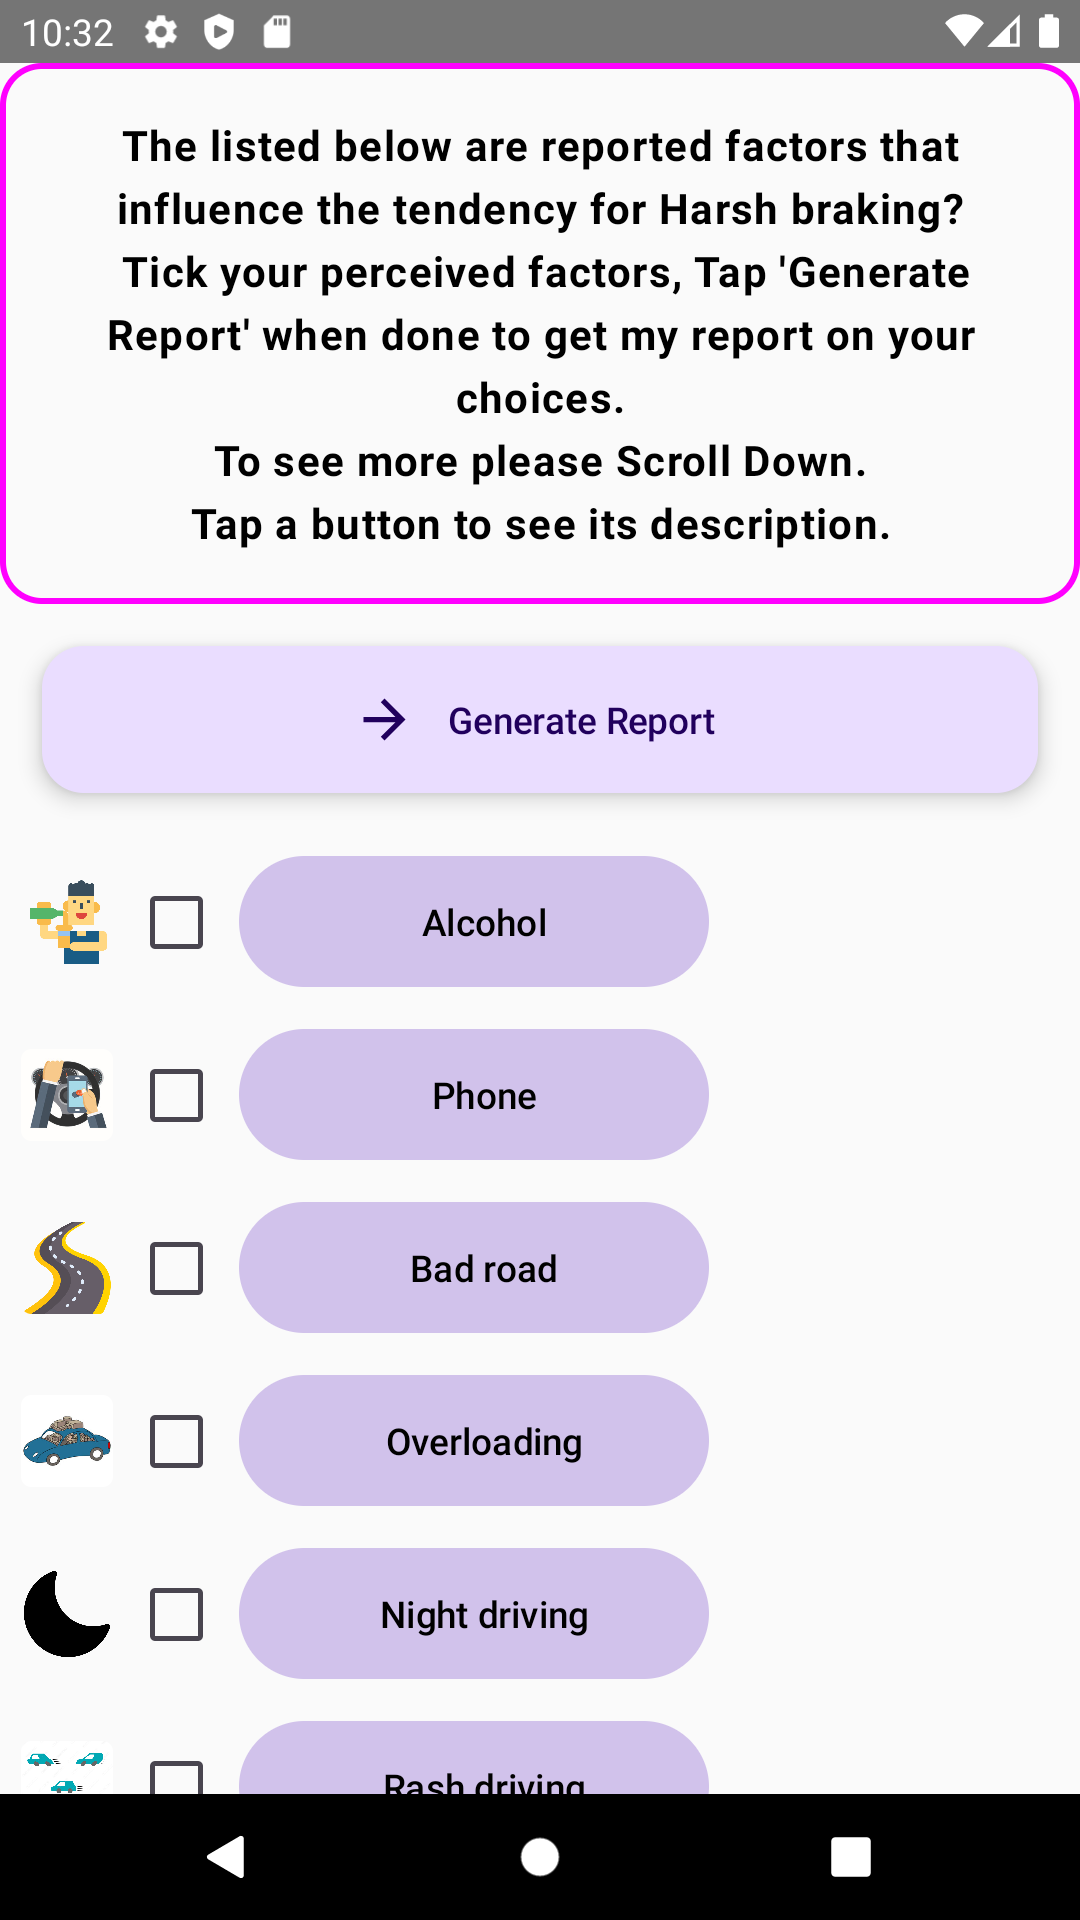 10:32
The listed below are reported factors that
influence the tendency for Harsh braking?
Tick your perceived factors, Tap 'Generate
Report' when done to get my report on your
choices.
To see more please Scroll Down.
Tap a button to see its description.
Generate Report
Alcohol
Phone
Bad road
Overloading
Night driving
Rash driving